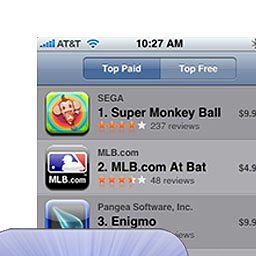 AT&T 10:27 AM
Top Paid Top Free
SEGA
1. Super Monkey Ball $9.9
237 reviews
MLB.com
MLB.com 2. MLB.com At Bat $4.9
48 reviews
Pangea Software, Inc.
3. Enigmo $9.9